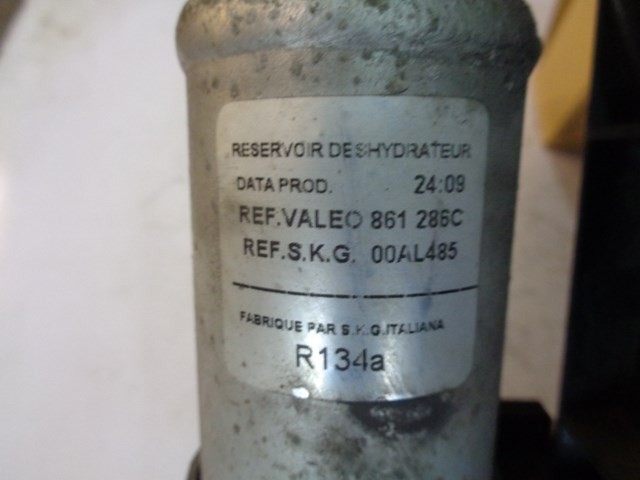 RESERVOIR DESHYDRATEUR
DATA PROD. 24:09
REF.VALEO 861 286C
REF.S.K.G. 00AL485
FABRIQUE PAR S.K.G.ITALIANA
R134a